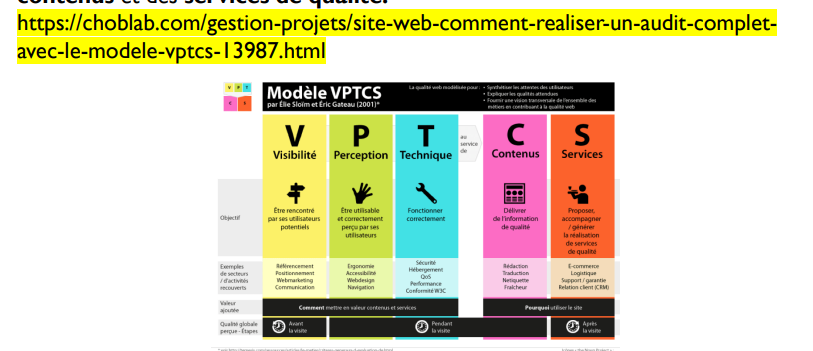 contenus et des services de qualité.
https://choblab.com/gestion-projets/site-web-comment-realiser-un-audit-complet-
avec-le-modele-vptcs-13987.html
V P T
C S
Modèle VPTCS
par Élie Sloïm et Éric Gateau (2001)*
La qualité web modélisée pour :
• Synthétiser les attentes des utilisateurs
• Expliquer les qualités attendues
• Fournir une vision transversale de l'ensemble des
métiers en contribuant à la qualité web
V
Visibilité
P
Perception
T
Technique
au
service
de
C
Contenus
S
Services
Objectif
Être rencontré
par ses utilisateurs
potentiels
Être utilisable
et correctement
perçu par ses
utilisateurs
Fonctionner
correctement
Délivrer
de l'information
de qualité
Proposer,
accompagner
/ générer
la réalisation
de services
de qualité
Exemples
de secteurs
/ d'activités
recouverts
Référencement
Positionnement
Webmarketing
Communication
Ergonomie
Accessibilité
Webdesign
Navigation
Sécurité
Hébergement
QoS
Performance
Conformité W3C
Rédaction
Traduction
Netiquette
Fraîcheur
E-commerce
Logistique
Support / garantie
Relation client (CRM)
Valeur
ajoutée
Comment mettre en valeur contenus et services
Pourquoi utiliser le site
Qualité globale
perçue - Étapes
Avant
la visite
Pendant
la visite
Après
la visite